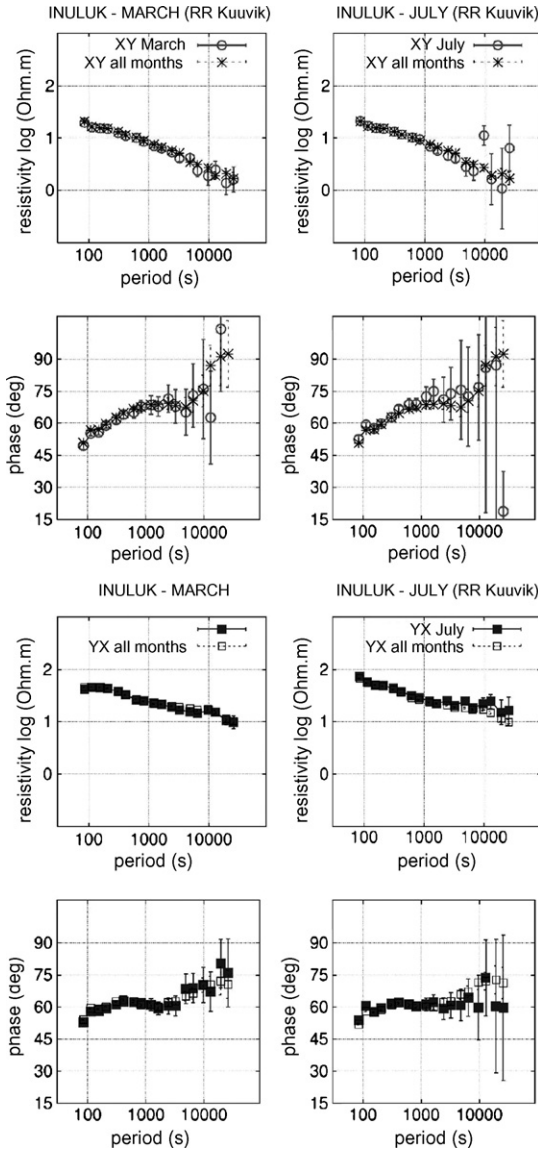 INULUK - MARCH (RR Kuuvik)
XY March
XY all months
resistivity log (Ohm.m)
2
1
0
100 1000 10000
period (s)
INULUK - JULY (RR Kuuvik)
XY July
XY all months
resistivity log (Ohm.m)
2
1
0
100 1000 10000
period (s)
phase (deg)
90
75
60
45
30
15
100 1000 10000
period (s)
phase (deg)
90
75
60
45
30
15
100 1000 10000
period (s)
INULUK - MARCH
YX all months
resistivity log (Ohm.m)
2
1
0
100 1000 10000
period (s)
INULUK - JULY (RR Kuuvik)
YX July
YX all months
resistivity log (Ohm.m)
2
1
0
100 1000 10000
period (s)
phase (deg)
90
75
60
45
30
15
100 1000 10000
period (s)
phase (deg)
90
75
60
45
30
15
100 1000 10000
period (s)